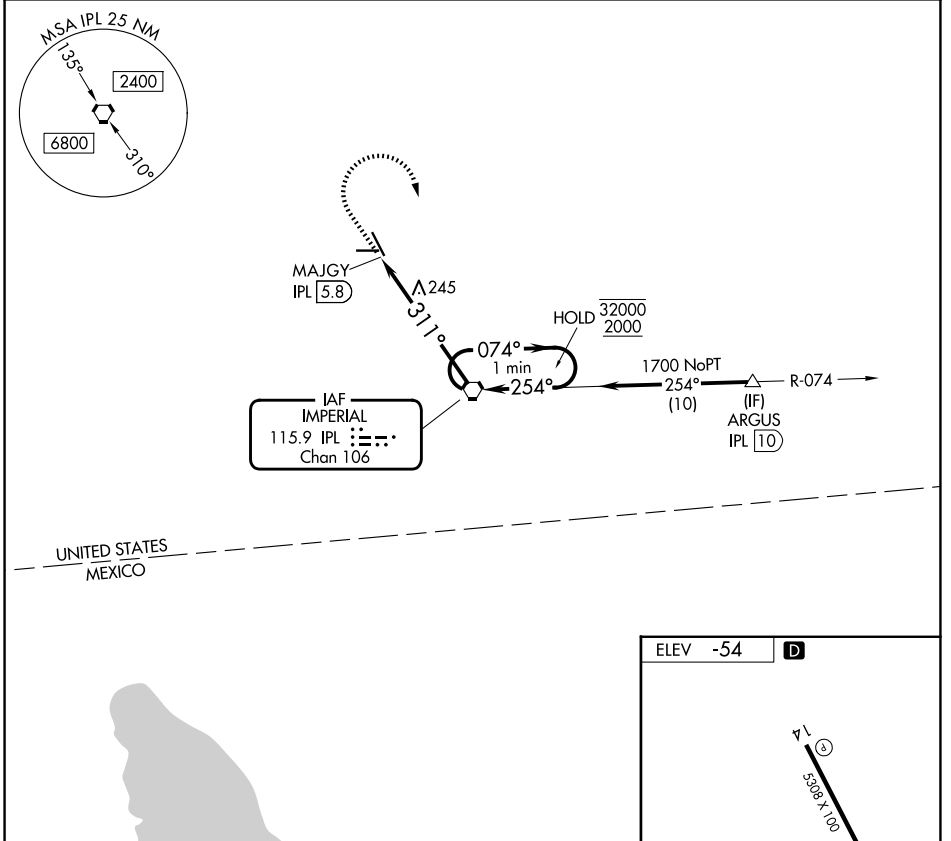 MSA IPL 25 NM
135°
2400
6800
310°
MAJGY
IPL 5.8
245
311°
HOLD 32000
2000
074°
1 min
254°
1700 NoPT
254°
(10)
R-074
(IF)
ARGUS
IPL 10
IAF
IMPERIAL
115.9 IPL
Chan 106
UNITED STATES
MEXICO
ELEV -54
D
14
P
5308 X 100